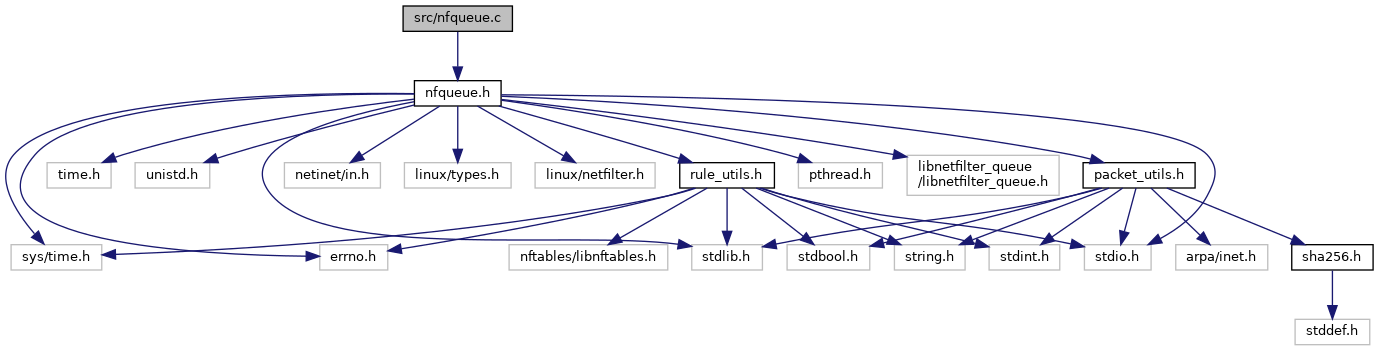 src/nfqueue.c
nfqueue.h
time.h
unistd.h
netinet/in.h
linux/types.h
linux/netfilter.h
rule_utils.h
pthread.h
libnetfilter_queue
/libnetfilter_queue.h
packet_utils.h
sys/time.h
errno.h
nftables/libnftables.h
stdlib.h
stdbool.h
string.h
stdint.h
stdio.h
arpa/inet.h
sha256.h
stddef.h